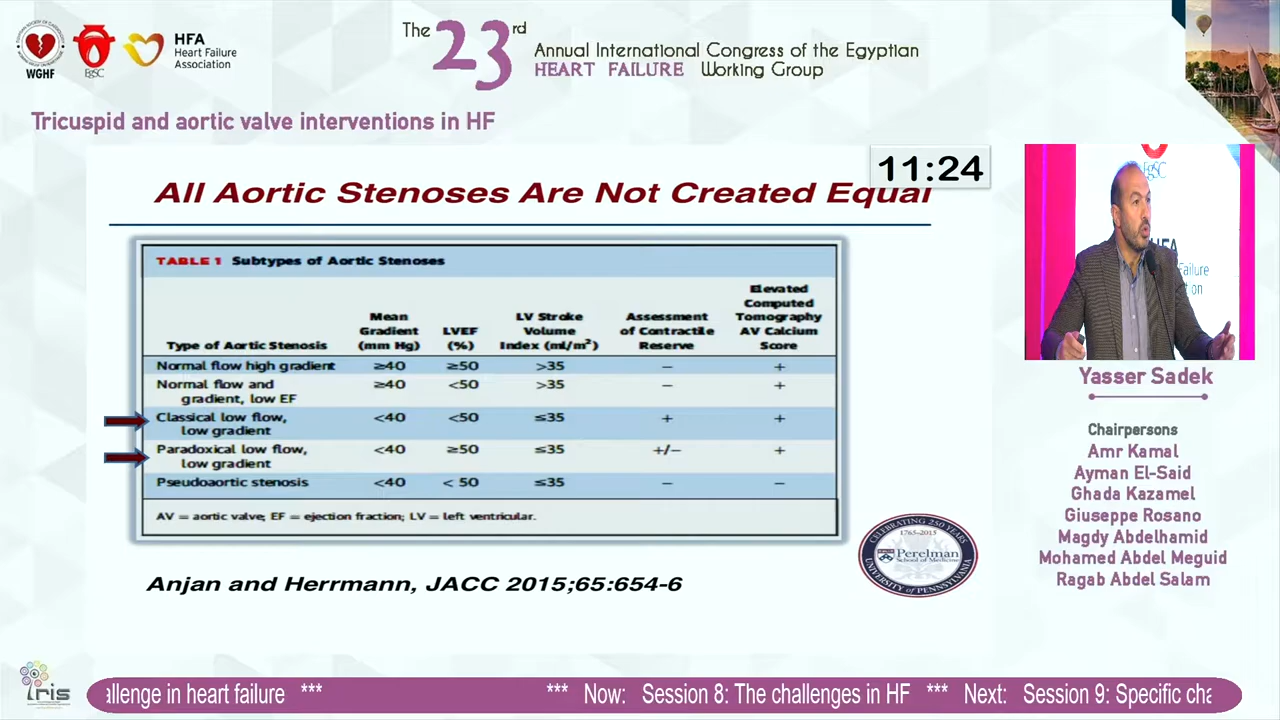 WGHF
EgSC
HFA
Heart Failure
Association
The 23rd
Annual International Congress of the Egyptian
HEART FAILURE Working Group
Tricuspid and aortic valve interventions in HF
11:24
All Aortic Stenoses Are Not Created Equal
TABLE 1 Subtypes of Aortic Stenoses
Type of Aortic Stenosis Mean Gradient (mm Hg) LVEF (%) LV Stroke Volume Index (ml/m²) Assessment of Contractile Reserve Elevated Computed Tomography AV Calcium Score
Normal flow high gradient ≥40 ≥50 >35 – +
Normal flow and ≥40 <50 >35 – +
gradient, low EF
Classical low flow, <40 <50 ≤35 + +
low gradient
Paradoxical low flow, <40 ≥50 ≤35 +/– +
low gradient
Pseudoaortic stenosis <40 < 50 ≤35 – –
AV = aortic valve; EF = ejection fraction; LV = left ventricular.
Anjan and Herrmann, JACC 2015;65:654-6
CELEBRATING 250 YEARS
1765-2015
Perelman
School of Medicine
UNIVERSITY of PENNSYLVANIA
EgSC
HFA
Failure
on
Yasser Sadek
Chairpersons
Amr Kamal
Ayman El-Said
Ghada Kazamel
Giuseppe Rosano
Magdy Abdelhamid
Mohamed Abdel Meguid
Ragab Abdel Salam
iris
allenge in heart failure *** *** Now: Session 8: The challenges in HF *** Next: Session 9: Specific cha